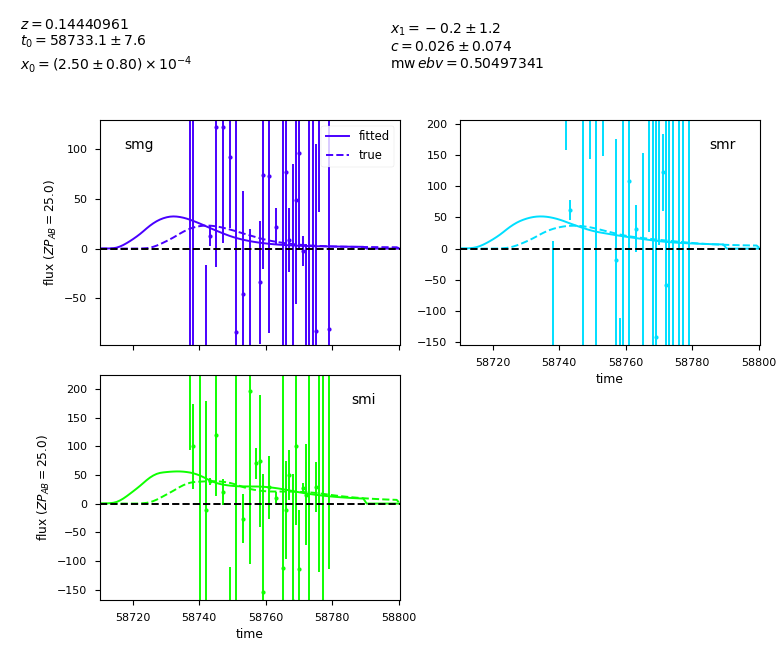 z = 0.14440961
t₀ = 58733.1 ± 7.6
x₀ = (2.50 ± 0.80) × 10⁻⁴
x₁ = −0.2 ± 1.2
c = 0.026 ± 0.074
mw ebv = 0.50497341
smg
fitted
true
100
50
0
−50
flux (ZP_AB = 25.0)
smr
200
150
100
50
0
−50
−100
−150
58720 58740 58760 58780 58800
time
smi
200
150
100
50
0
−50
−100
−150
flux (ZP_AB = 25.0)
58720 58740 58760 58780 58800
time